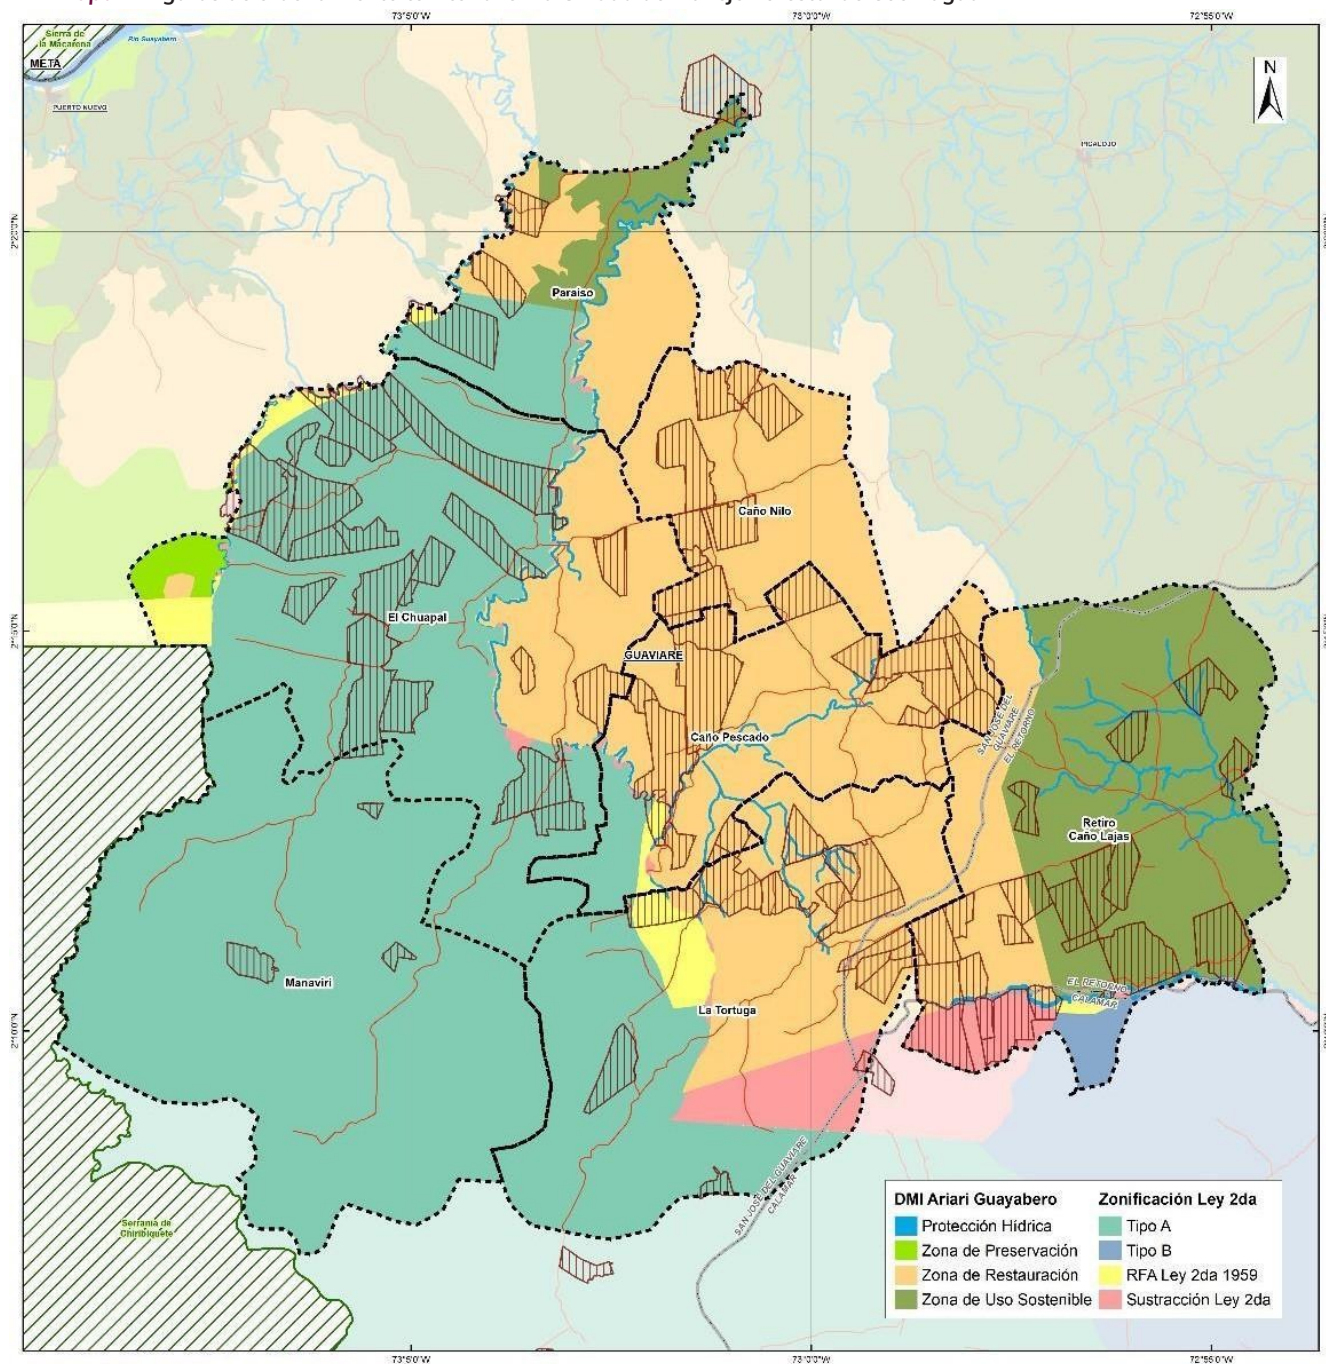 73°5'0"W
73°0'0"W
72°55'0"W
Sierra de
la Macarena
Río Guayabero
META
PUERTO NUEVO
N
2°20'0"N
Paraiso
Caño Nilo
El Chuapal
2°15'0"N
GUAVIARE
SAN JOSÉ DEL
GUAVIARE
EL RETORNO
Caño Pescado
Retiro
Caño Lajas
Manaviri
EL RETORNO
CALAMAR
La Tortuga
2°10'0"N
SAN JOSÉ DEL GUAVIARE
CALAMAR
Serranía de
Chiribiquete
DMI Ariari Guayabero
Protección Hídrica
Zona de Preservación
Zona de Restauración
Zona de Uso Sostenible
Zonificación Ley 2da
Tipo A
Tipo B
RFA Ley 2da 1959
Sustracción Ley 2da
73°5'0"W
73°0'0"W
72°55'0"W